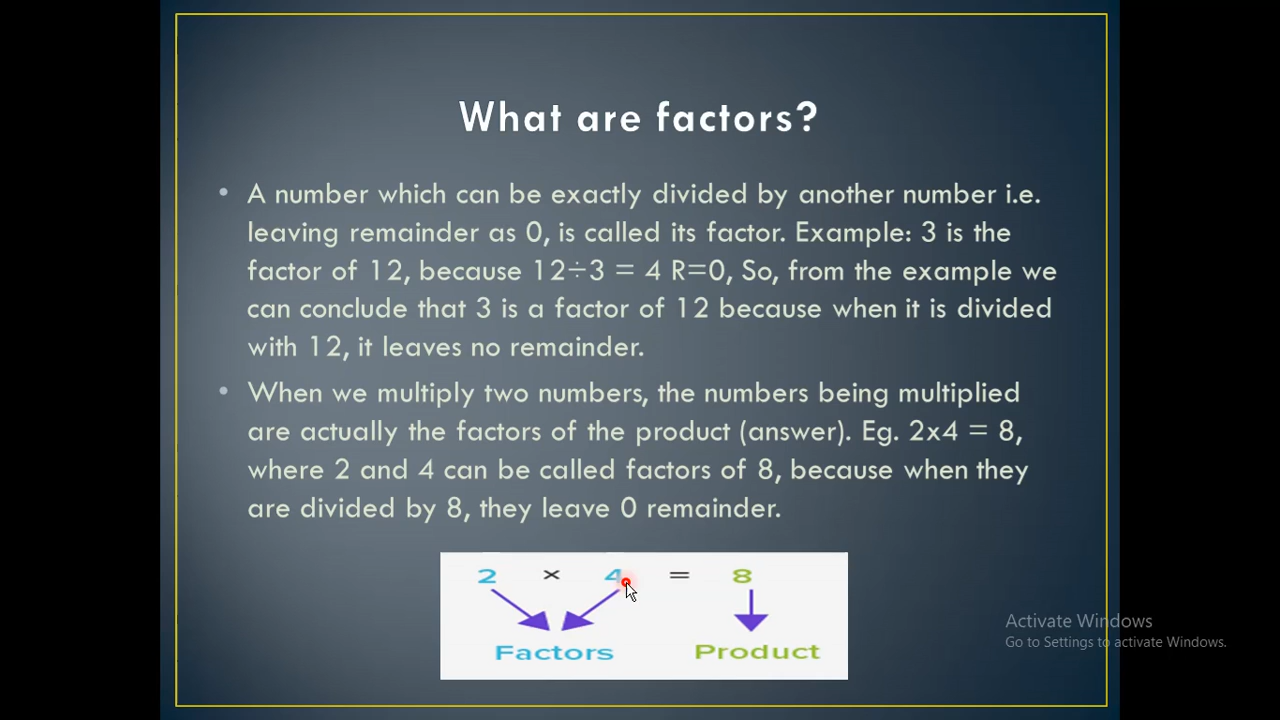 What are factors?
• A number which can be exactly divided by another number i.e.
leaving remainder as 0, is called its factor. Example: 3 is the
factor of 12, because 12÷3 = 4 R=0, So, from the example we
can conclude that 3 is a factor of 12 because when it is divided
with 12, it leaves no remainder.
• When we multiply two numbers, the numbers being multiplied
are actually the factors of the product (answer). Eg. 2x4 = 8,
where 2 and 4 can be called factors of 8, because when they
are divided by 8, they leave 0 remainder.
2 × 4 = 8
Factors Product
Activate Windows
Go to Settings to activate Windows.